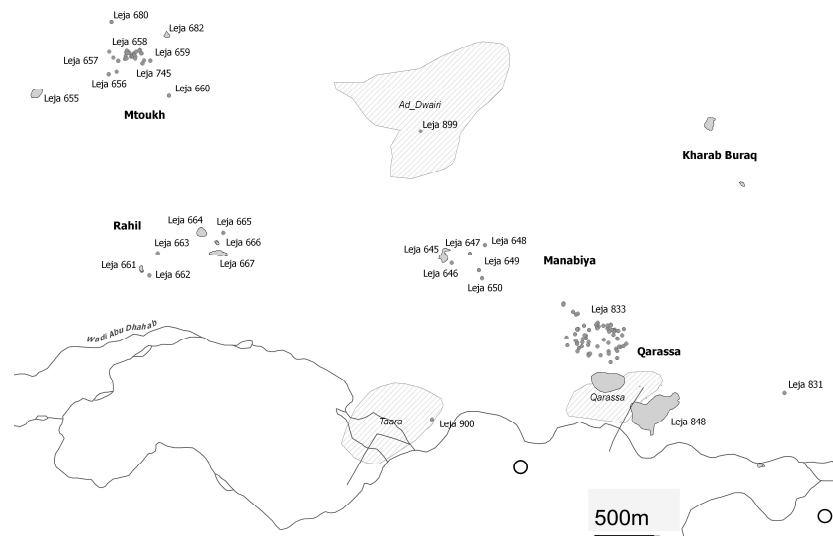 Leja 680
Leja 682
Leja 658
Leja 659
Leja 657
Leja 745
Leja 656
Leja 660
Leja 655
Mtoukh
Ad_Dwairi
Leja 899
Kharab Buraq
Rahil
Leja 664
Leja 665
Leja 663
Leja 666
Leja 661
Leja 667
Leja 662
Leja 645
Leja 647
Leja 648
Leja 649
Leja 646
Leja 650
Manabiya
Leja 833
Wadi Abu Dhahab
Qarassa
Leja 831
Qarassa
Taara
Leja 900
Leja 848
500m